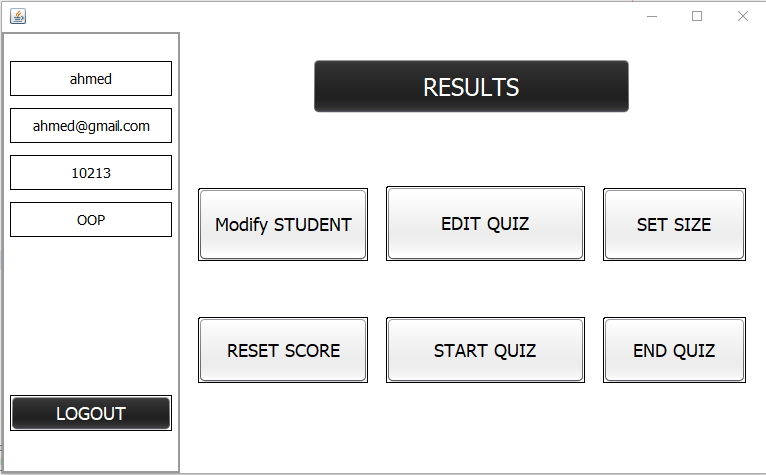 ahmed
ahmed@gmail.com
10213
OOP
LOGOUT
RESULTS
Modify STUDENT
EDIT QUIZ
SET SIZE
RESET SCORE
START QUIZ
END QUIZ